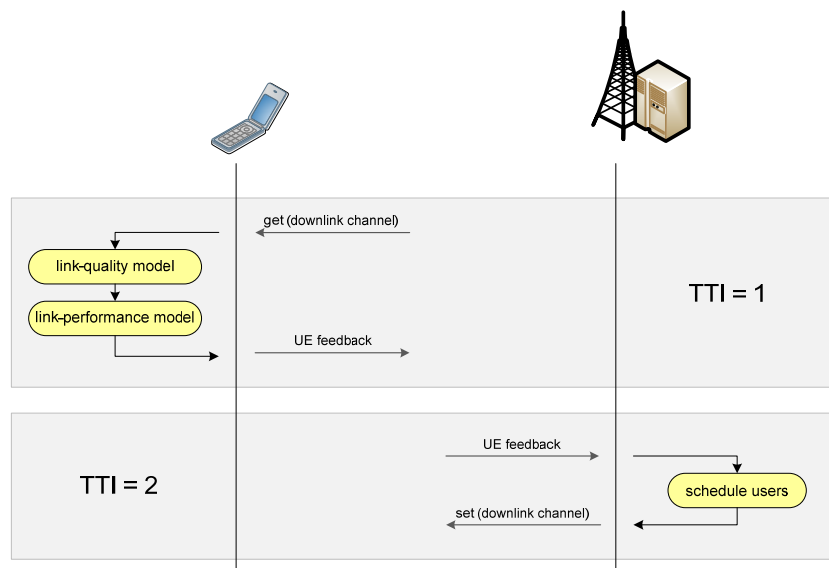 get (downlink channel)
link-quality model
link-performance model
TTI = 1
UE feedback
UE feedback
TTI = 2
schedule users
set (downlink channel)